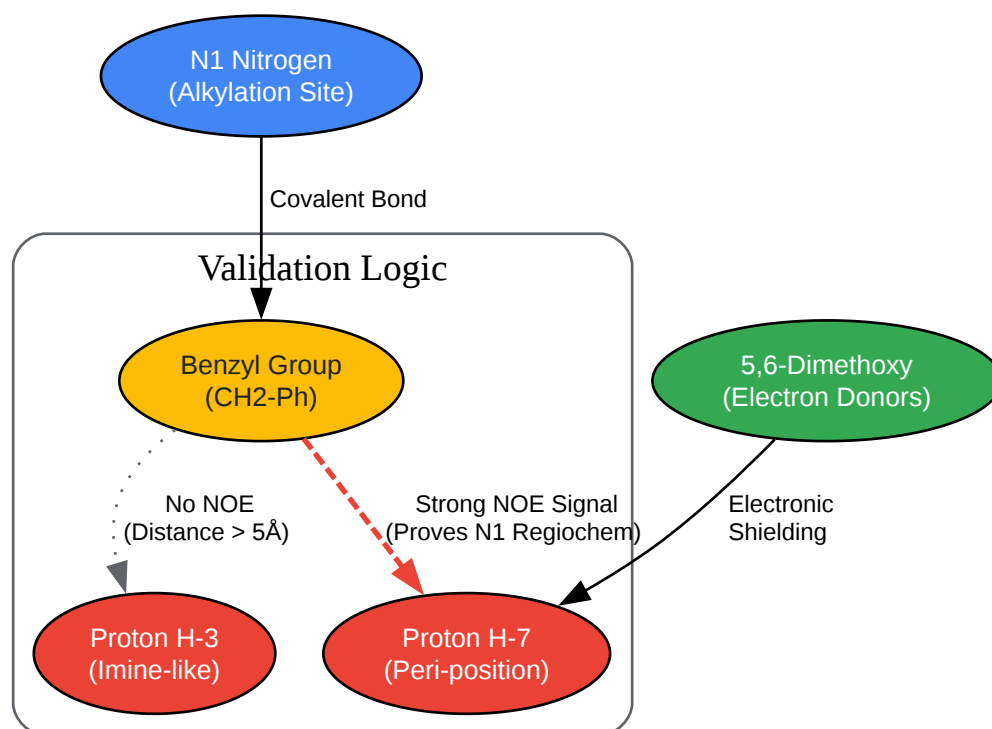 N1 Nitrogen
(Alkylation Site)
Covalent Bond
Validation Logic
Benzyl Group
(CH2-Ph)
5,6-Dimethoxy
(Electron Donors)
No NOE
(Distance > 5Å)
Strong NOE Signal
(Proves N1 Regiochem)
Electronic
Shielding
Proton H-3
(Imine-like)
Proton H-7
(Peri-position)